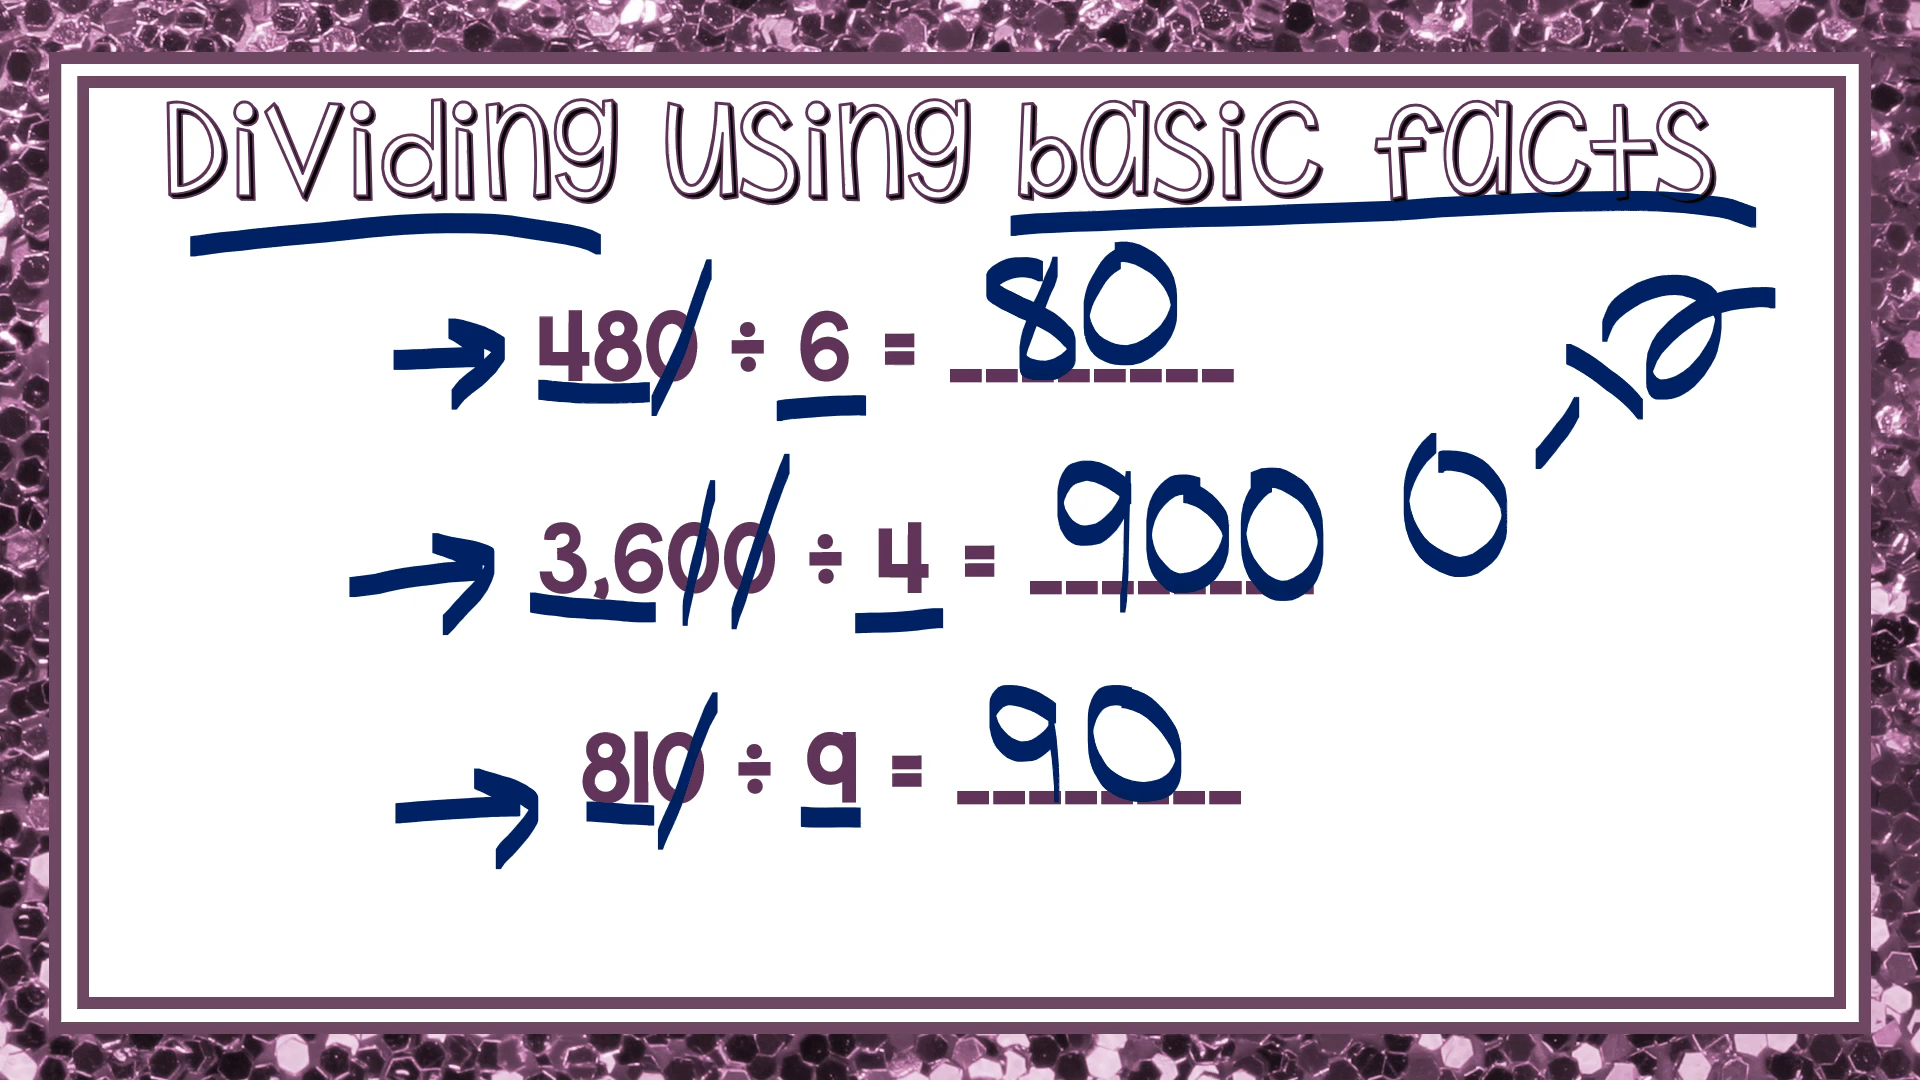 Dividing using basic facts
480 ÷ 6 = 80
3,600 ÷ 4 = 900
0-12
810 ÷ 9 = 90